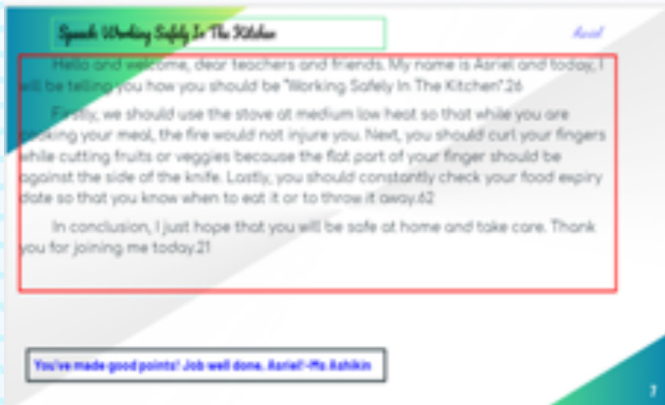 Speech: Working Safely In The Kitchen
Asriel
Hello and welcome, dear teachers and friends. My name is Asriel and today, I
will be telling you how you should be "Working Safely In The Kitchen".26
Firstly, we should use the stove at medium low heat so that while you are
cooking your meal, the fire would not injure you. Next, you should curl your fingers
while cutting fruits or veggies because the flat part of your finger should be
against the side of the knife. Lastly, you should constantly check your food expiry
date so that you know when to eat it or to throw it away.62
In conclusion, I just hope that you will be safe at home and take care. Thank
you for joining me today.21
You've made good points! Job well done, Asriel!-Ms Ashikin
7